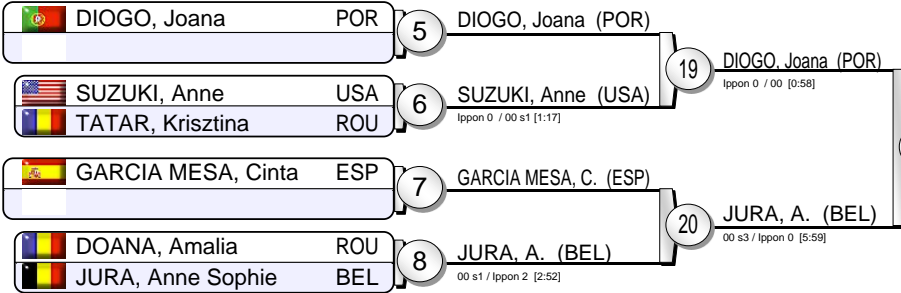 DIOGO, Joana POR
5
DIOGO, Joana (POR)
SUZUKI, Anne USA
TATAR, Krisztina ROU
6
SUZUKI, Anne (USA)
Ippon 0 / 00 s1 [1:17]
19
DIOGO, Joana (POR)
Ippon 0 / 00 [0:58]
GARCIA MESA, Cinta ESP
7
GARCIA MESA, C. (ESP)
DOANA, Amalia ROU
JURA, Anne Sophie BEL
8
JURA, A. (BEL)
00 s1 / Ippon 2 [2:52]
20
JURA, A. (BEL)
00 s3 / Ippon 0 [5:59]